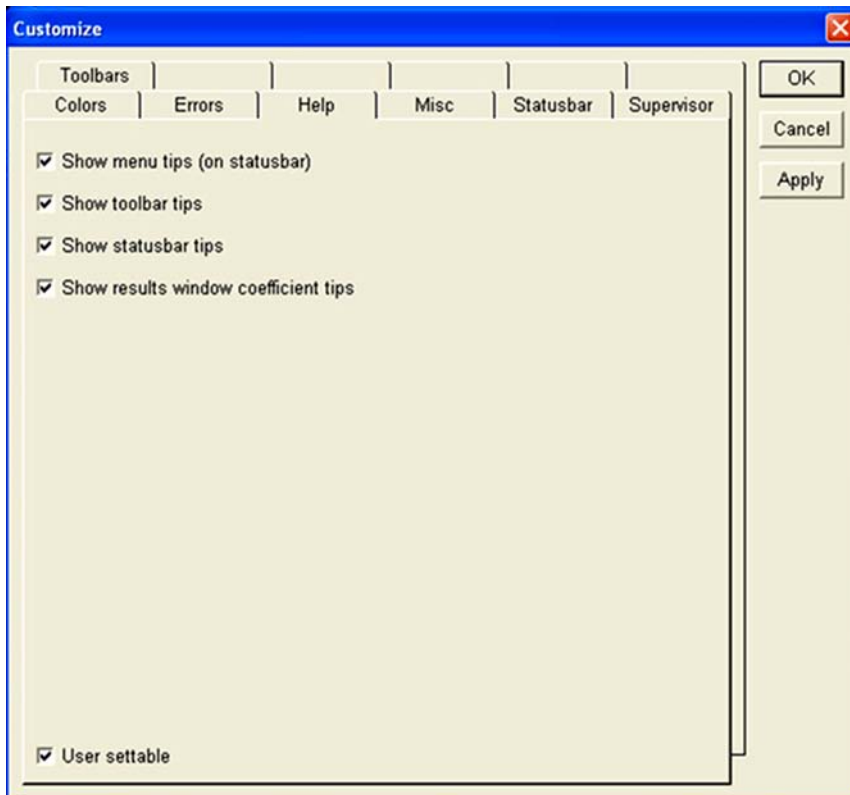 Customize
Toolbars
OK
Colors Errors Help Misc Statusbar Supervisor
Cancel
Apply
Show menu tips (on statusbar)
Show toolbar tips
Show statusbar tips
Show results window coefficient tips
User settable